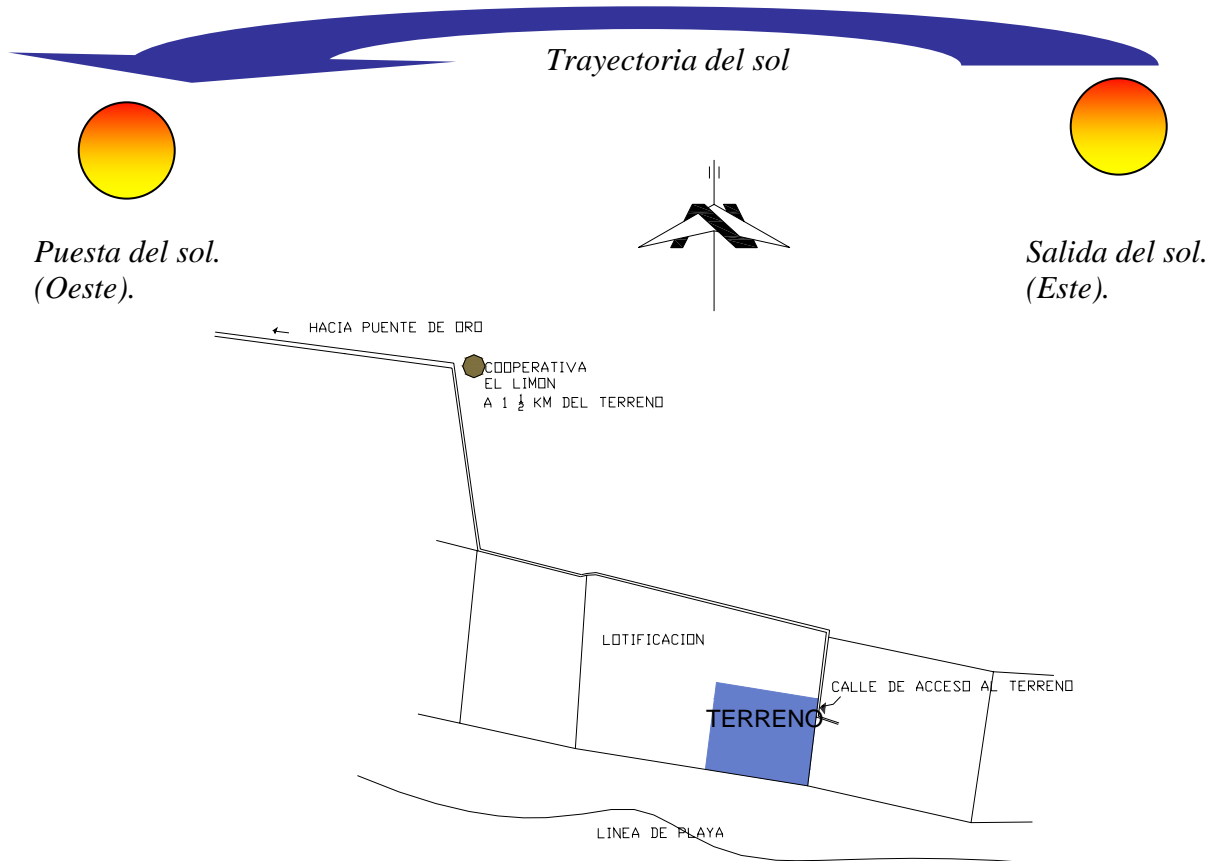 Trayectoria del sol
Puesta del sol.
(Oeste).
N
Salida del sol.
(Este).
HACIA PUENTE DE ORO
COOPERATIVA
EL LIMON
A 1 ½ KM DEL TERRENO
LOTIFICACION
CALLE DE ACCESO AL TERRENO
TERRENO
LINEA DE PLAYA